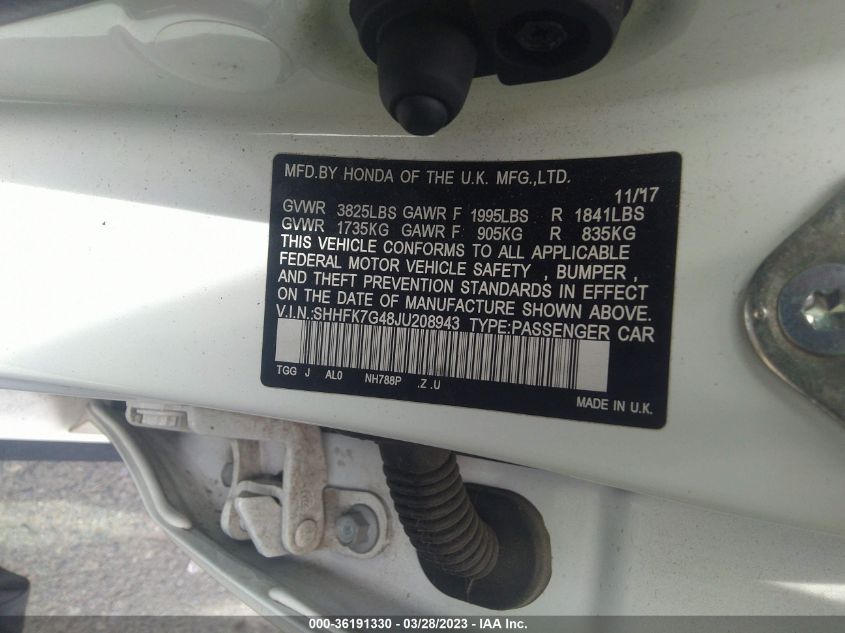 MFD.BY HONDA OF THE U.K. MFG.,LTD.
11/17
GVWR 3825LBS GAWR F 1995LBS R 1841LBS
GVWR 1735KG GAWR F 905KG R 835KG
THIS VEHICLE CONFORMS TO ALL APPLICABLE
FEDERAL MOTOR VEHICLE SAFETY , BUMPER ,
AND THEFT PREVENTION STANDARDS IN EFFECT
ON THE DATE OF MANUFACTURE SHOWN ABOVE.
V.I.N.:SHHFK7G48JU208943 TYPE:PASSENGER CAR
TGG J AL0 NH788P .Z .U
MADE IN U.K.
000-36191330 - 03/28/2023 - IAA Inc.